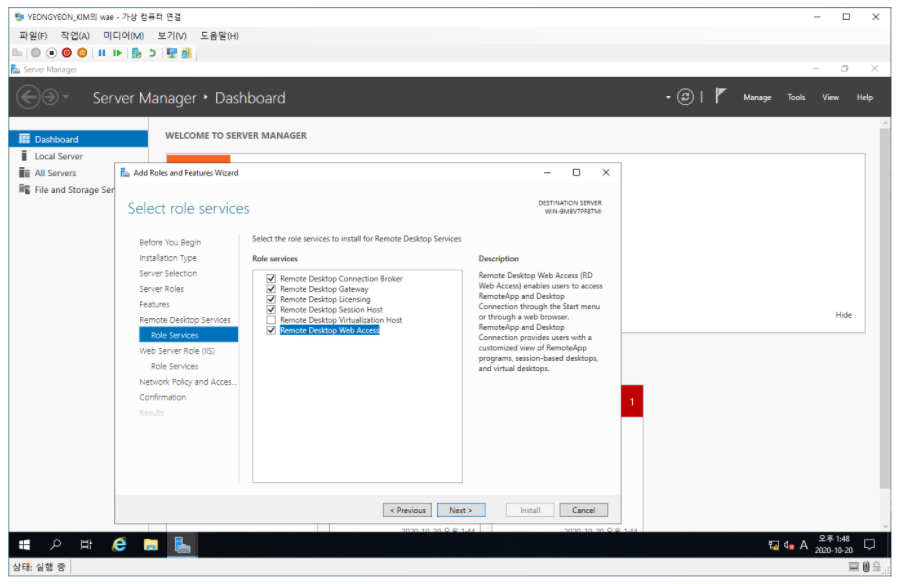 YEONGYEON_KIM의 wae - 가상 컴퓨터 연결
파일(F) 작업(A) 미디어(M) 보기(V) 도움말(H)
Server Manager
Server Manager • Dashboard
Manage Tools View Help
Dashboard
Local Server
All Servers
File and Storage Ser
WELCOME TO SERVER MANAGER
Add Roles and Features Wizard
Select role services
DESTINATION SERVER
WIN-9M9V7PF8TMI
Before You Begin
Installation Type
Server Selection
Server Roles
Features
Remote Desktop Services
Role Services
Web Server Role (IIS)
Role Services
Network Policy and Acces...
Confirmation
Results
Select the role services to install for Remote Desktop Services
Role services
Remote Desktop Connection Broker
Remote Desktop Gateway
Remote Desktop Licensing
Remote Desktop Session Host
Remote Desktop Virtualization Host
Remote Desktop Web Access
Description
Remote Desktop Web Access (RD
Web Access) enables users to access
RemoteApp and Desktop
Connection through the Start menu
or through a web browser.
RemoteApp and Desktop
Connection provides users with a
customized view of RemoteApp
programs, session-based desktops,
and virtual desktops.
Hide
1
< Previous Next > Install Cancel
2020-10-20 오후 1:44 2020-10-20 오후 1:44
A 오후 1:48
2020-10-20
상태: 실행 중